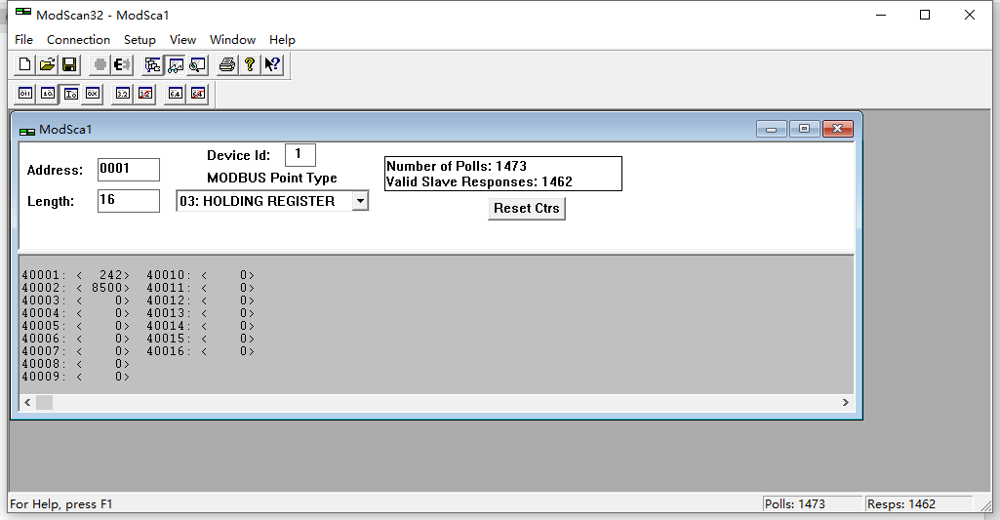 ModScan32 - ModSca1
File Connection Setup View Window Help
ModSca1
Address: 0001
Device Id: 1
MODBUS Point Type
Length: 16
03: HOLDING REGISTER
Number of Polls: 1473
Valid Slave Responses: 1462
Reset Ctrs
40001: <  242> 40010: <    0>
40002: < 8500> 40011: <    0>
40003: <    0> 40012: <    0>
40004: <    0> 40013: <    0>
40005: <    0> 40014: <    0>
40006: <    0> 40015: <    0>
40007: <    0> 40016: <    0>
40008: <    0>
40009: <    0>
For Help, press F1
Polls: 1473
Resps: 1462